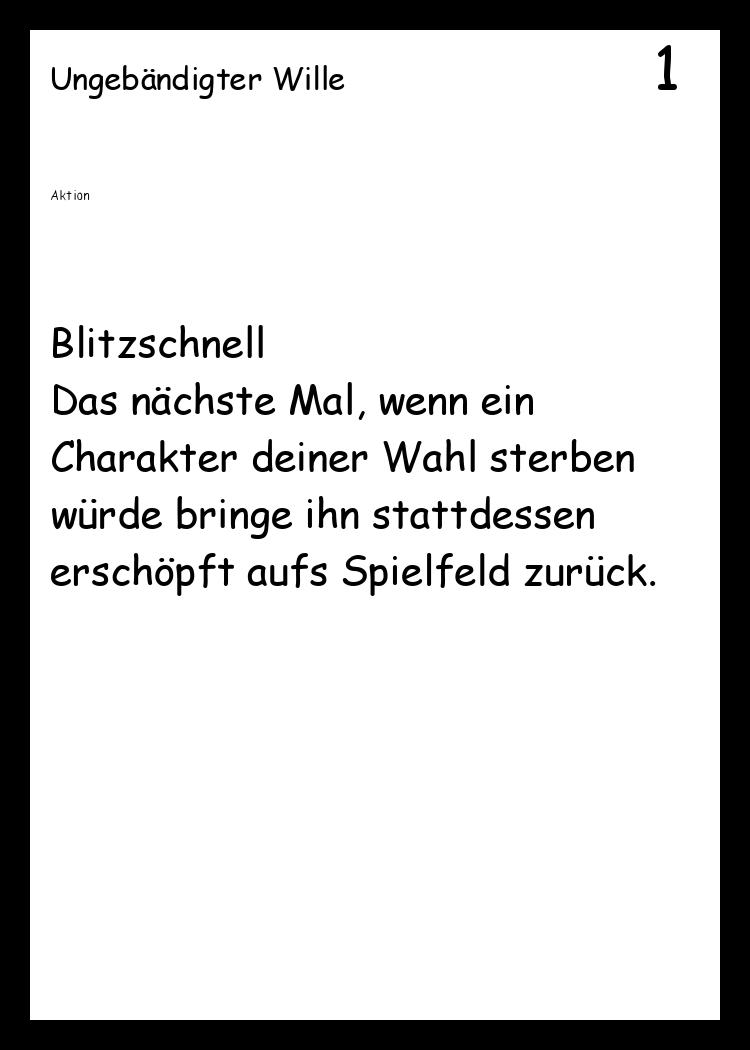 Ungebändigter Wille
1
Aktion
Blitzschnell
Das nächste Mal, wenn ein
Charakter deiner Wahl sterben
würde bringe ihn stattdessen
erschöpft aufs Spielfeld zurück.